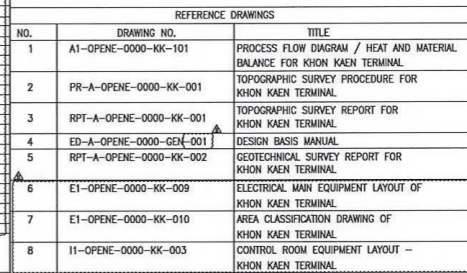 REFERENCE DRAWINGS
NO. DRAWING NO. TITLE
1 A1-OPENE-0000-KK-101 PROCESS FLOW DIAGRAM / HEAT AND MATERIAL
BALANCE FOR KHON KAEN TERMINAL
2 PR-A-OPENE-0000-KK-001 TOPOGRAPHIC SURVEY PROCEDURE FOR
KHON KAEN TERMINAL
3 RPT-A-OPENE-0000-KK-001 TOPOGRAPHIC SURVEY REPORT FOR
KHON KAEN TERMINAL
4 ED-A-OPENE-0000-GEN-001 DESIGN BASIS MANUAL
5 RPT-A-OPENE-0000-KK-002 GEOTECHNICAL SURVEY REPORT FOR
KHON KAEN TERMINAL
6 E1-OPENE-0000-KK-009 ELECTRICAL MAIN EQUIPMENT LAYOUT OF
KHON KAEN TERMINAL
7 E1-OPENE-0000-KK-010 AREA CLASSIFICATION DRAWING OF
KHON KAEN TERMINAL
8 I1-OPENE-0000-KK-003 CONTROL ROOM EQUIPMENT LAYOUT –
KHON KAEN TERMINAL